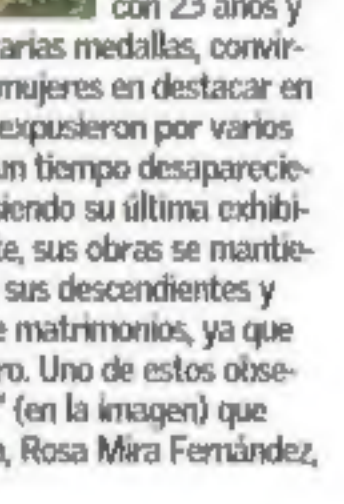 con 23 años y
arias medallas, convir-
mujeres en destacar en
expusieron por varios
un tiempo desaparecie-
siendo su última exhibi-
te, sus obras se mantie-
sus descendientes y
e matrimonios, ya que
ro. Uno de estos obse-
" (en la imagen) que
a, Rosa Mira Fernández,